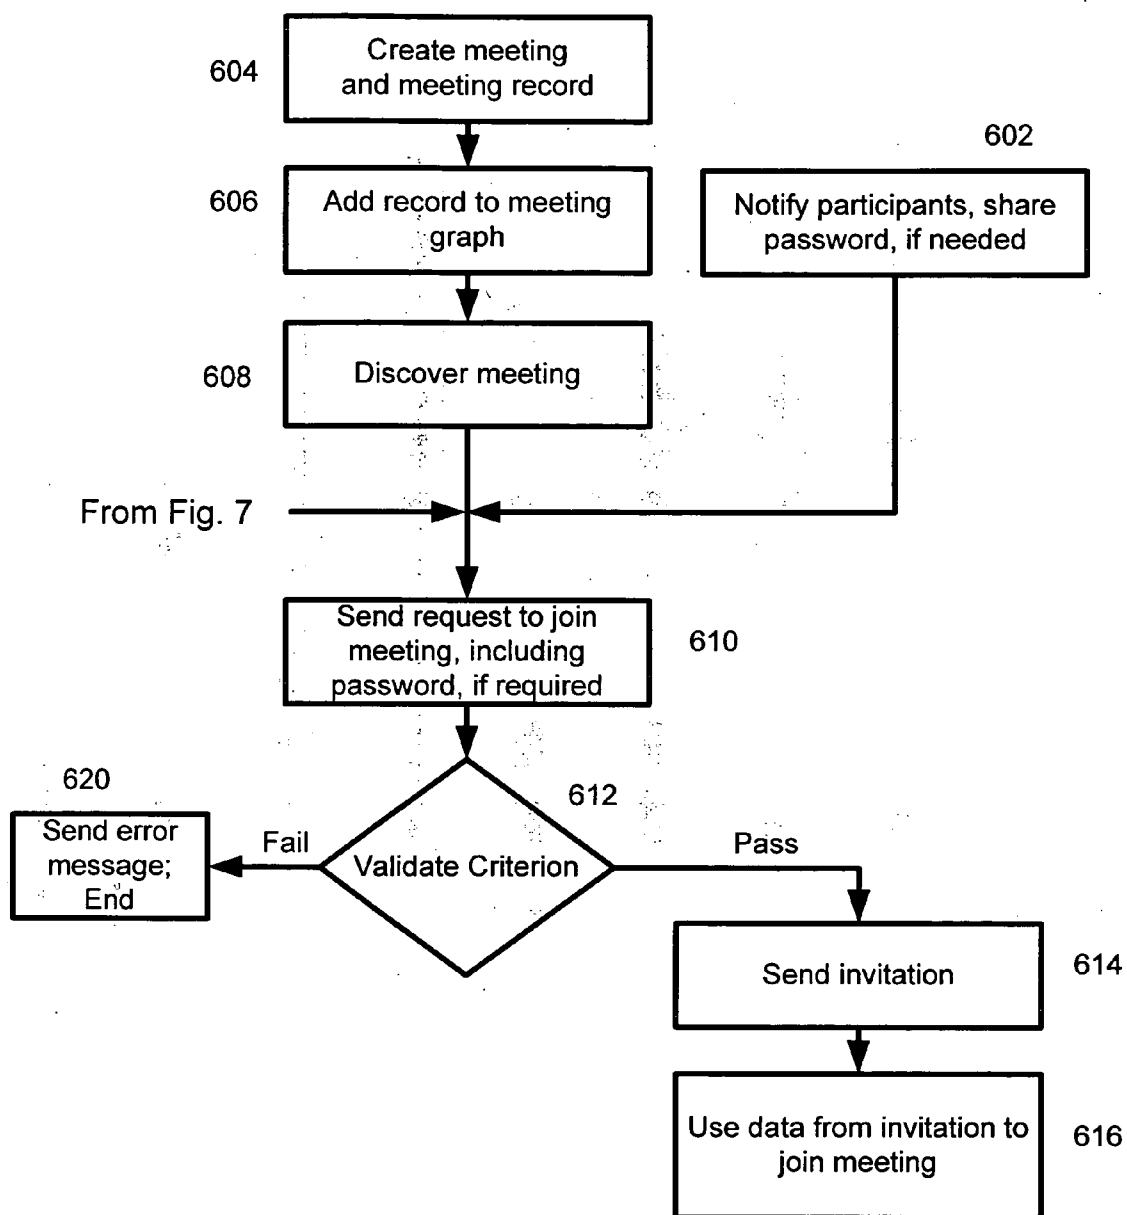 604
Create meeting
and meeting record
602
606
Add record to meeting
graph
Notify participants, share
password, if needed
608
Discover meeting
From Fig. 7
Send request to join
meeting, including
password, if required
610
620
Send error
message;
End
Fail
612
Validate Criterion
Pass
Send invitation
614
Use data from invitation to
join meeting
616